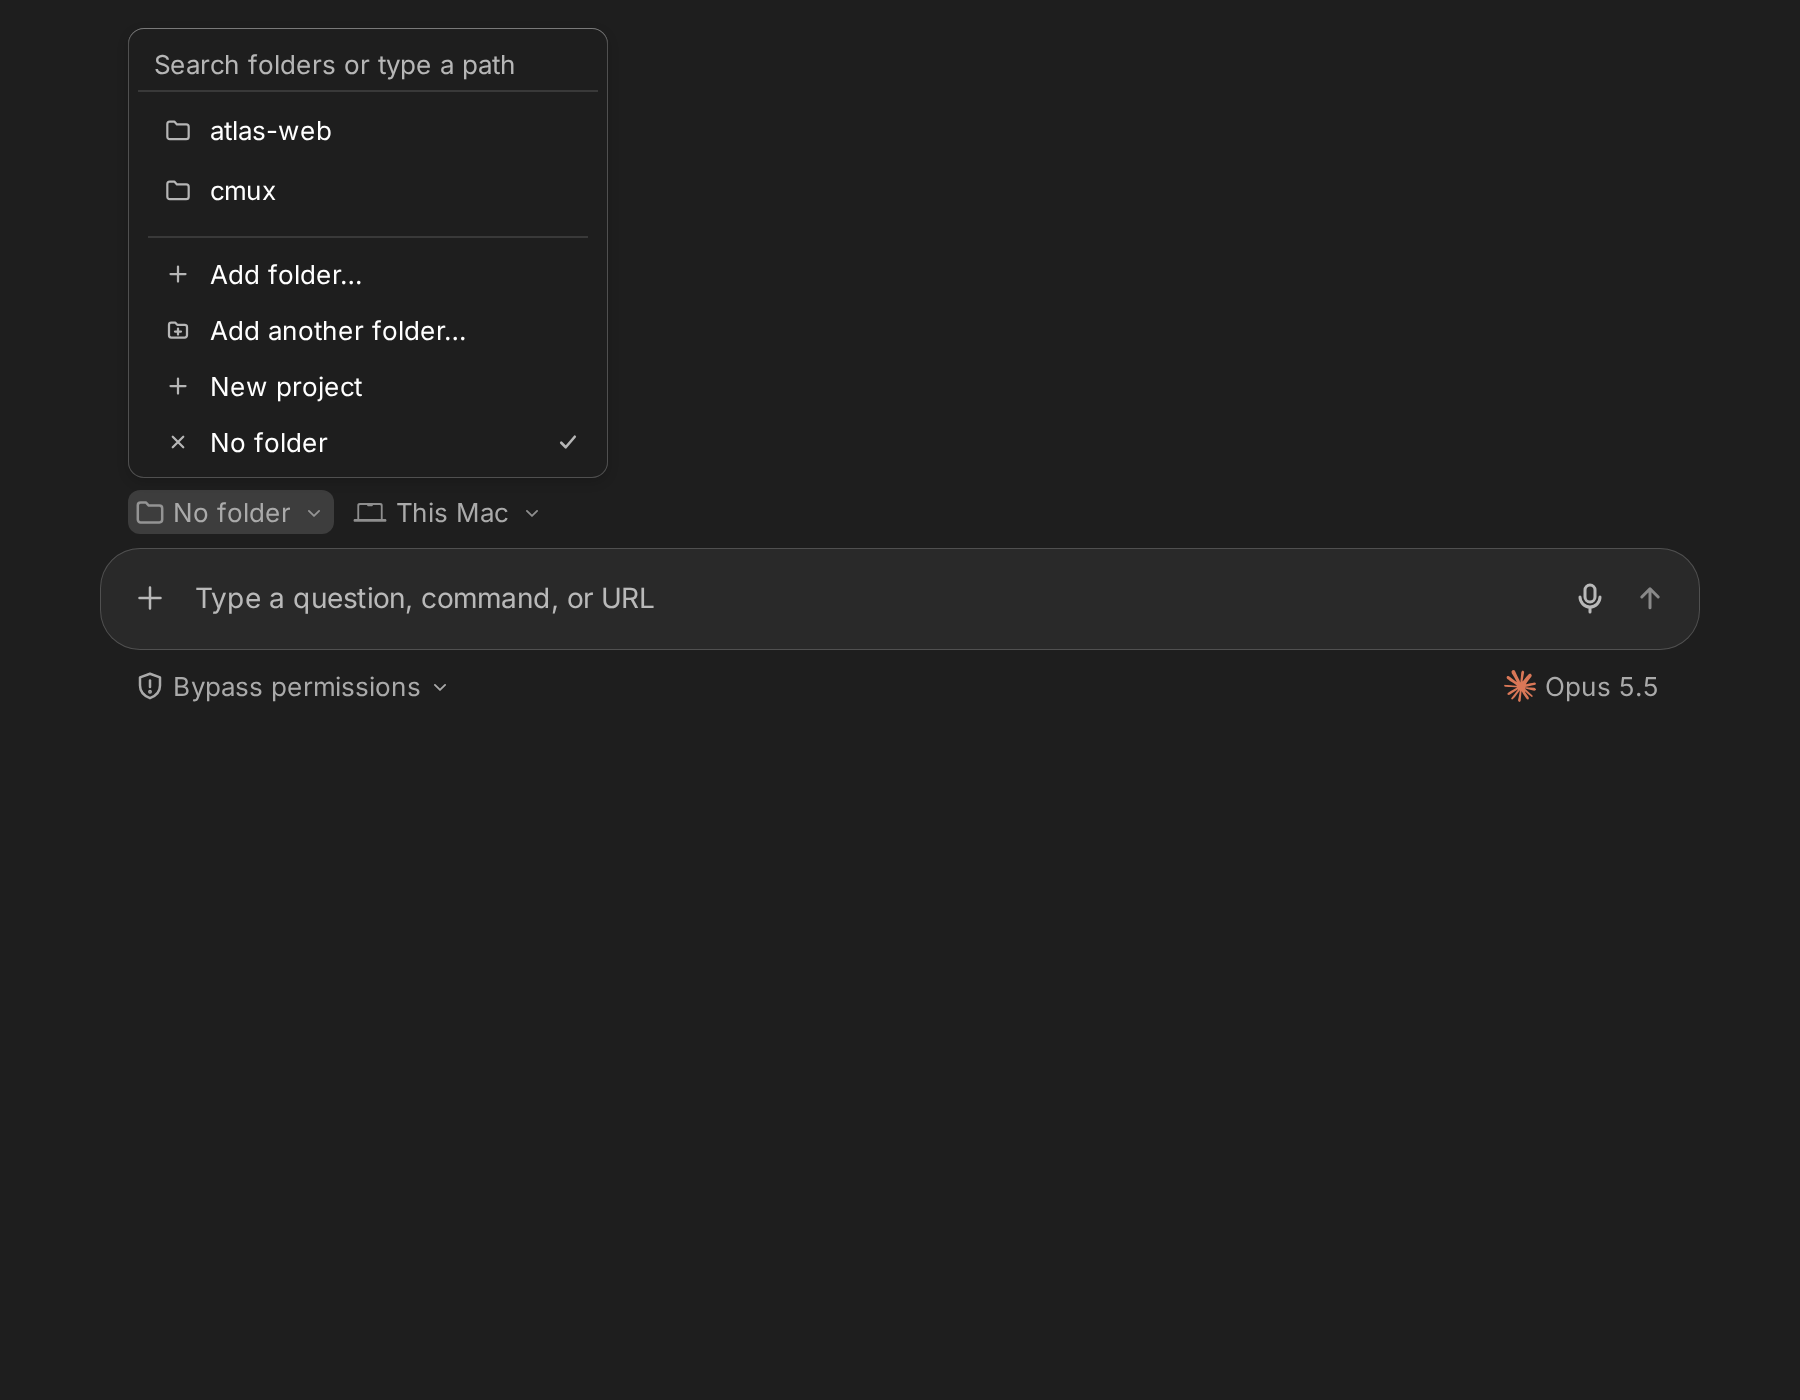 Search folders or type a path
atlas-web
cmux
Add folder...
Add another folder...
New project
No folder
No folder
This Mac
Type a question, command, or URL
Bypass permissions
Opus 5.5